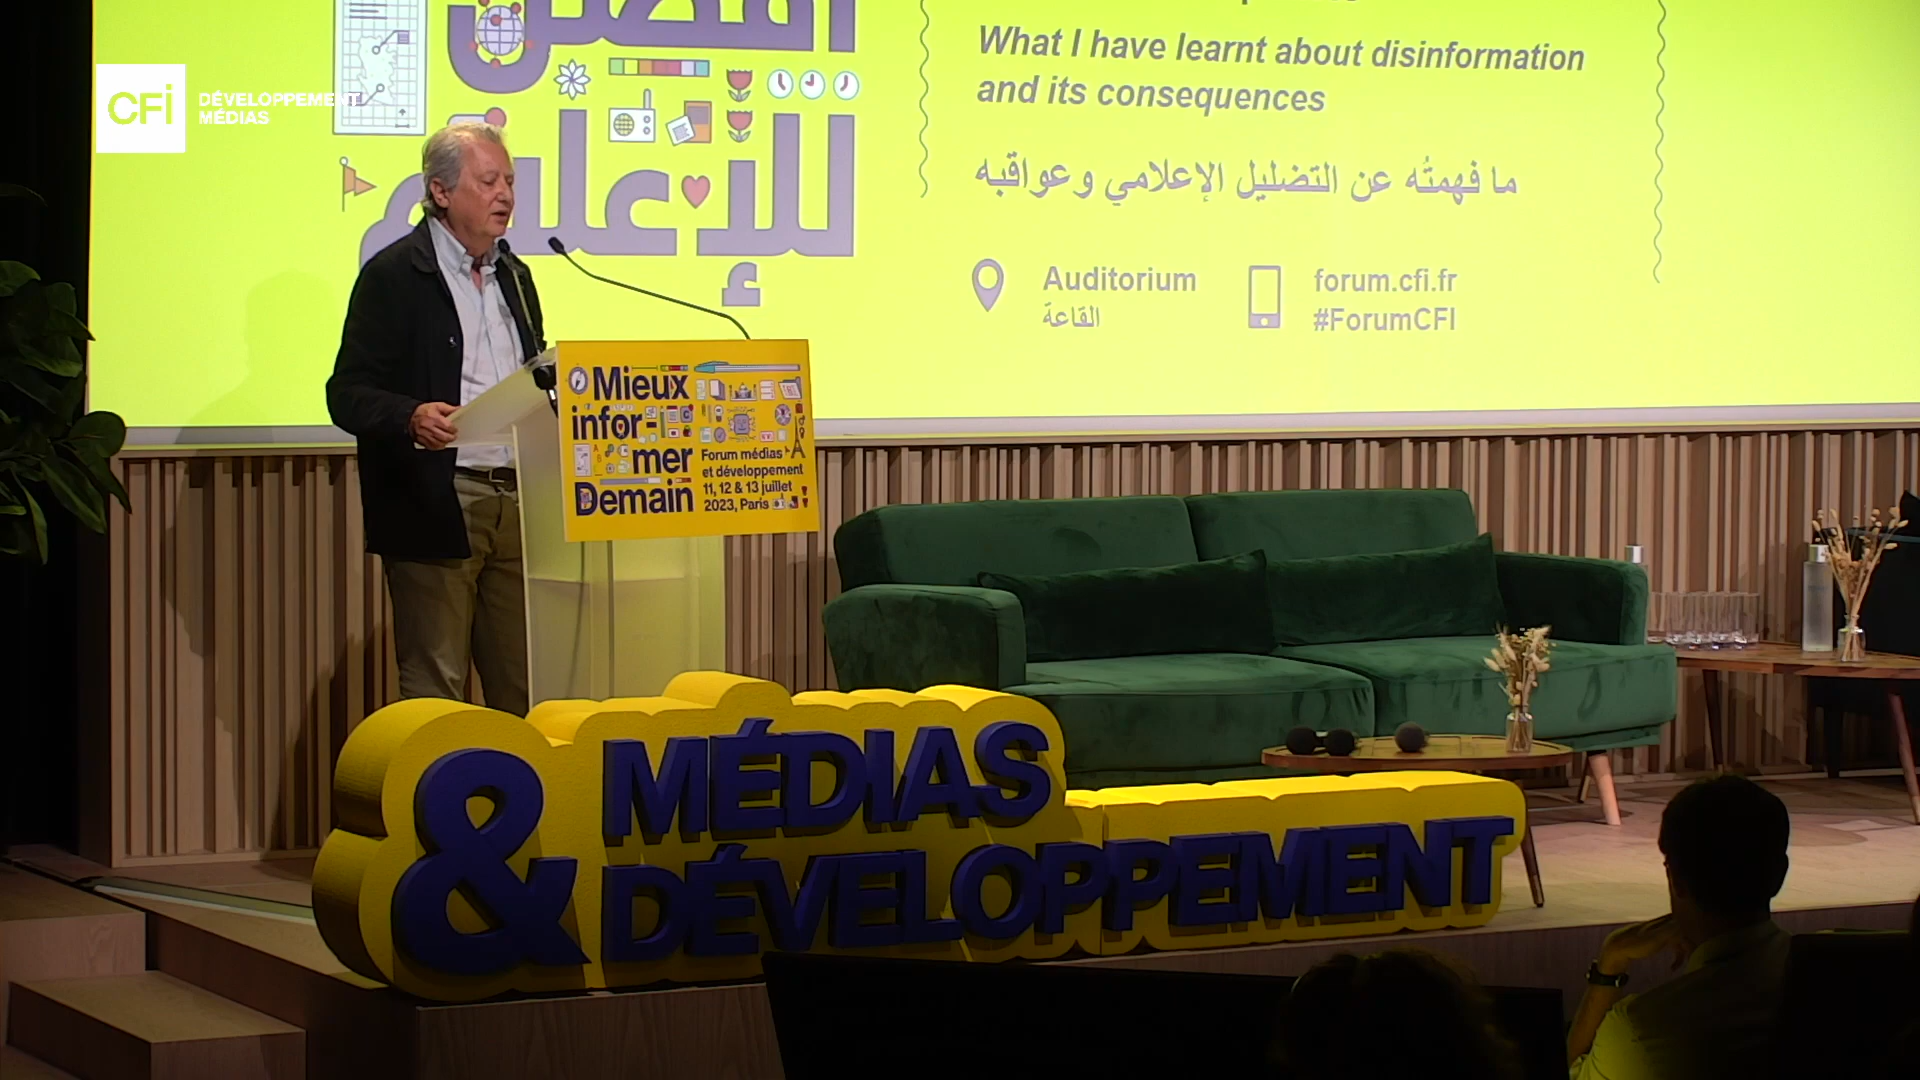 CFi
DÉVELOPPEMENT
MÉDIAS
أفضل
للإعلام
What I have learnt about disinformation
and its consequences
ما فهمتُه عن التضليل الإعلامي وعواقبه
Auditorium
القاعة
forum.cfi.fr
#ForumCFI
Mieux
infor-
mer
Demain
Forum médias
et développement
11, 12 & 13 juillet
2023, Paris
& MÉDIAS
DÉVELOPPEMENT